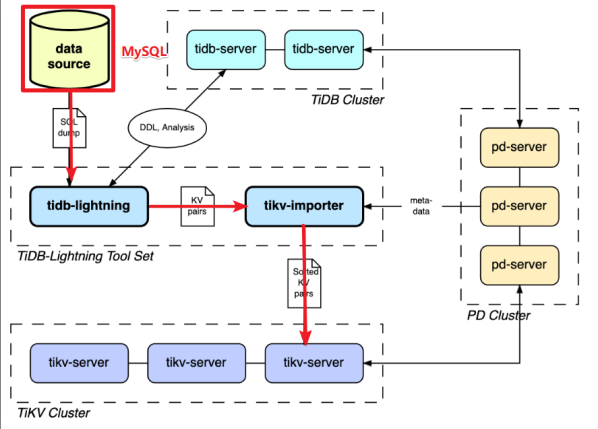 data
source
MySQL
tidb-server
tidb-server
TiDB Cluster
SQL
dump
DDL, Analysis
pd-server
pd-server
pd-server
PD Cluster
tidb-lightning
KV
pairs
tikv-importer
meta-
data
TiDB-Lightning Tool Set
Sorted
KV
pairs
tikv-server
tikv-server
tikv-server
TiKV Cluster